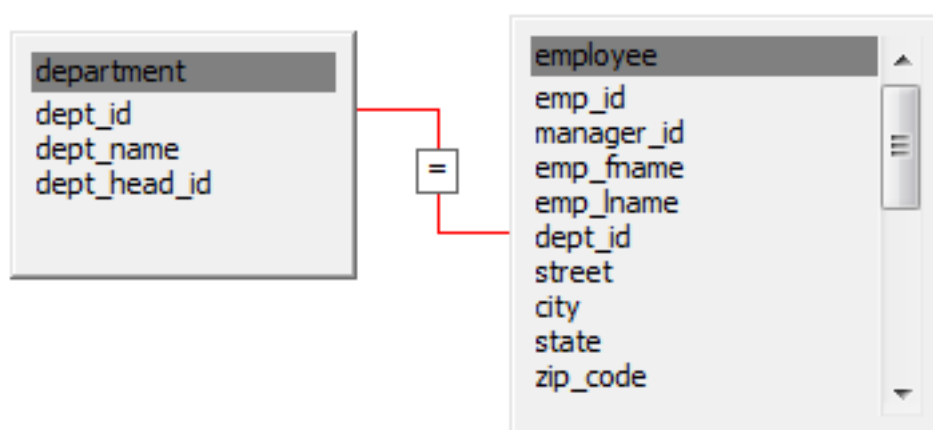 department
dept_id
dept_name
dept_head_id
=
employee
emp_id
manager_id
emp_fname
emp_lname
dept_id
street
city
state
zip_code